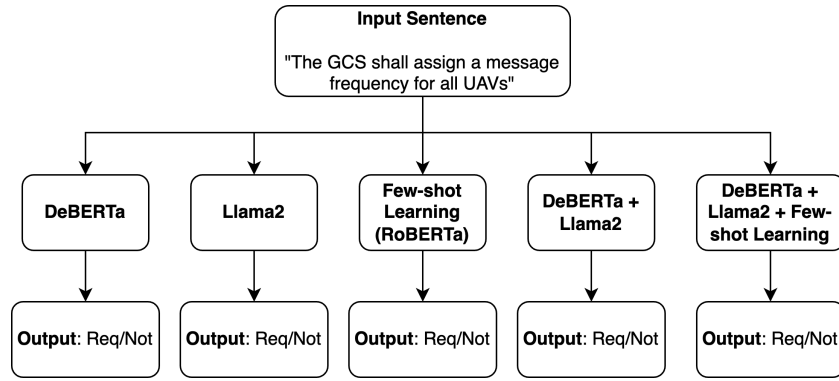 Input Sentence
"The GCS shall assign a message
frequency for all UAVs"
DeBERTa
Llama2
Few-shot
Learning
(RoBERTa)
DeBERTa +
Llama2
DeBERTa +
Llama2 + Few-
shot Learning
Output: Req/Not
Output: Req/Not
Output: Req/Not
Output: Req/Not
Output: Req/Not